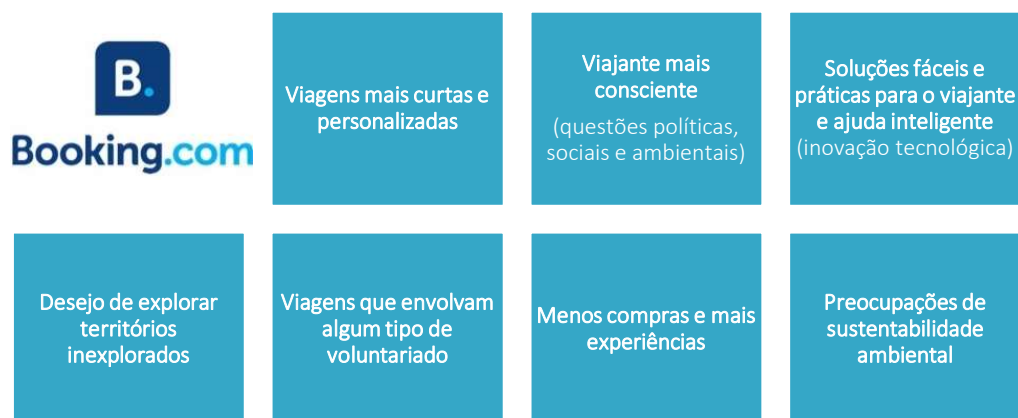 B.
Booking.com
Viagens mais curtas e
personalizadas
Viajante mais
consciente
(questões políticas,
sociais e ambientais)
Soluções fáceis e
práticas para o viajante
e ajuda inteligente
(inovação tecnológica)
Desejo de explorar
territórios
inexplorados
Viagens que envolvam
algum tipo de
voluntariado
Menos compras e mais
experiências
Preocupações de
sustentabilidade
ambiental